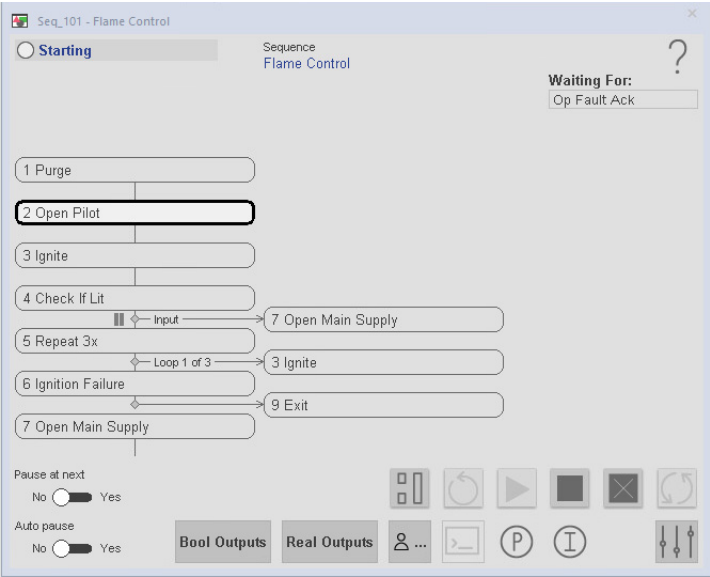 Seq_101 - Flame Control
×
Starting
Sequence
Flame Control
?
Waiting For:
Op Fault Ack
1 Purge
2 Open Pilot
3 Ignite
4 Check If Lit
Input
7 Open Main Supply
5 Repeat 3x
Loop 1 of 3
3 Ignite
6 Ignition Failure
9 Exit
7 Open Main Supply
Pause at next
No Yes
Auto pause
No Yes
Bool Outputs
Real Outputs
...
>_
P
I